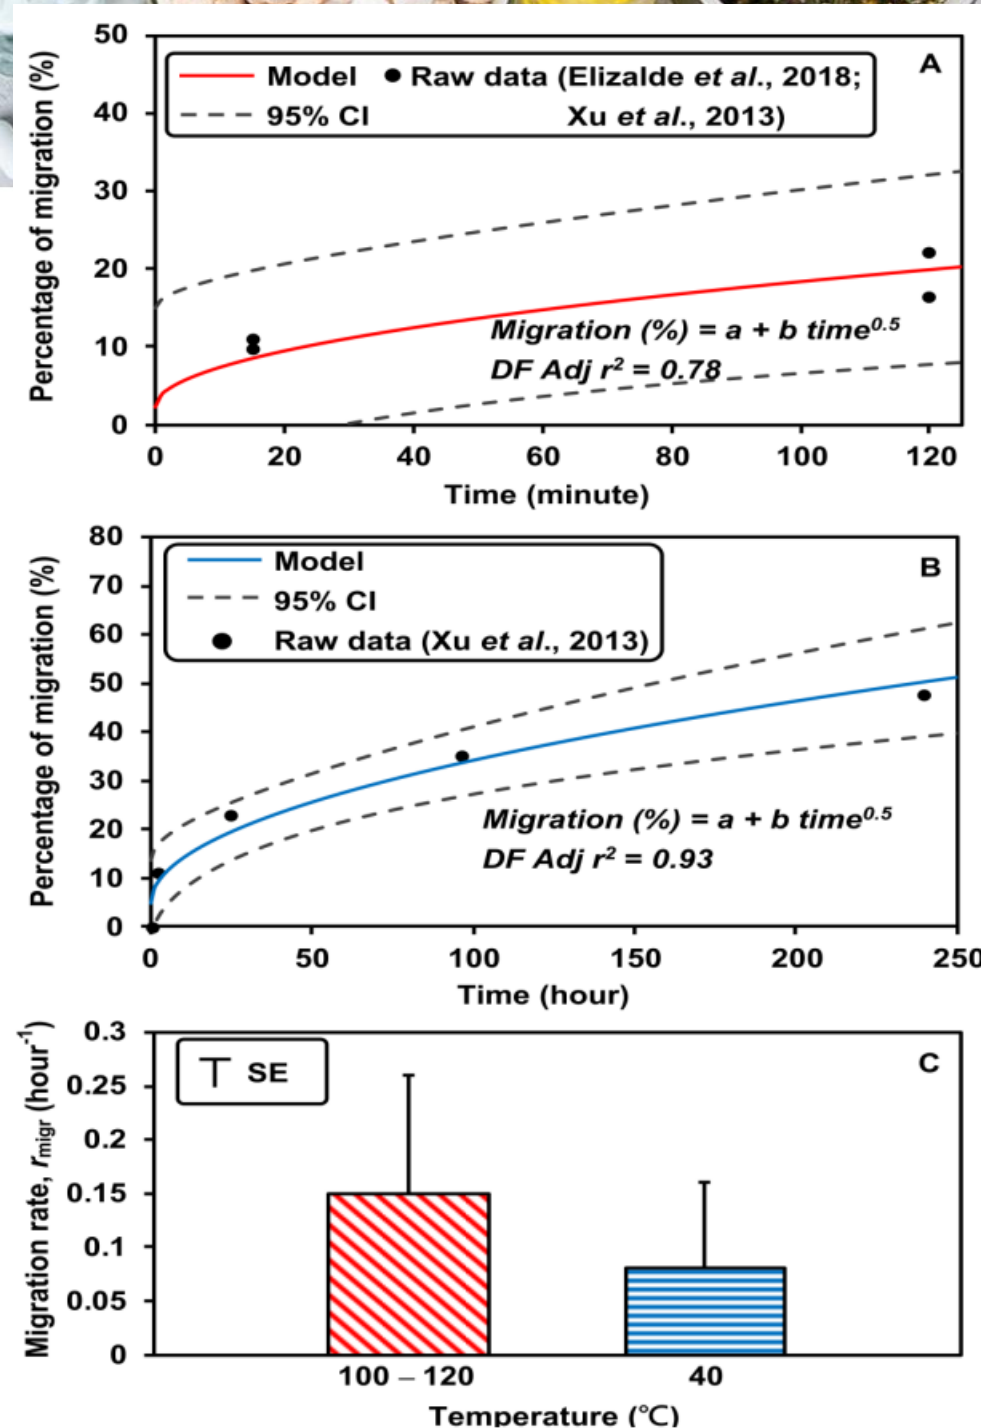 50
A
Model ● Raw data (Elizalde et al., 2018;
95% CI Xu et al., 2013)
40
30
20
10
0
Percentage of migration (%)
Migration (%) = a + b time^0.5
DF Adj r² = 0.78
0 20 40 60 80 100 120
Time (minute)
80
B
Model
95% CI
Raw data (Xu et al., 2013)
70
60
50
40
30
20
10
0
Percentage of migration (%)
Migration (%) = a + b time^0.5
DF Adj r² = 0.93
0 50 100 150 200 250
Time (hour)
0.3
C
SE
0.25
0.2
0.15
0.1
0.05
0
Migration rate, r_migr (hour⁻¹)
100 – 120 40
Temperature (℃)